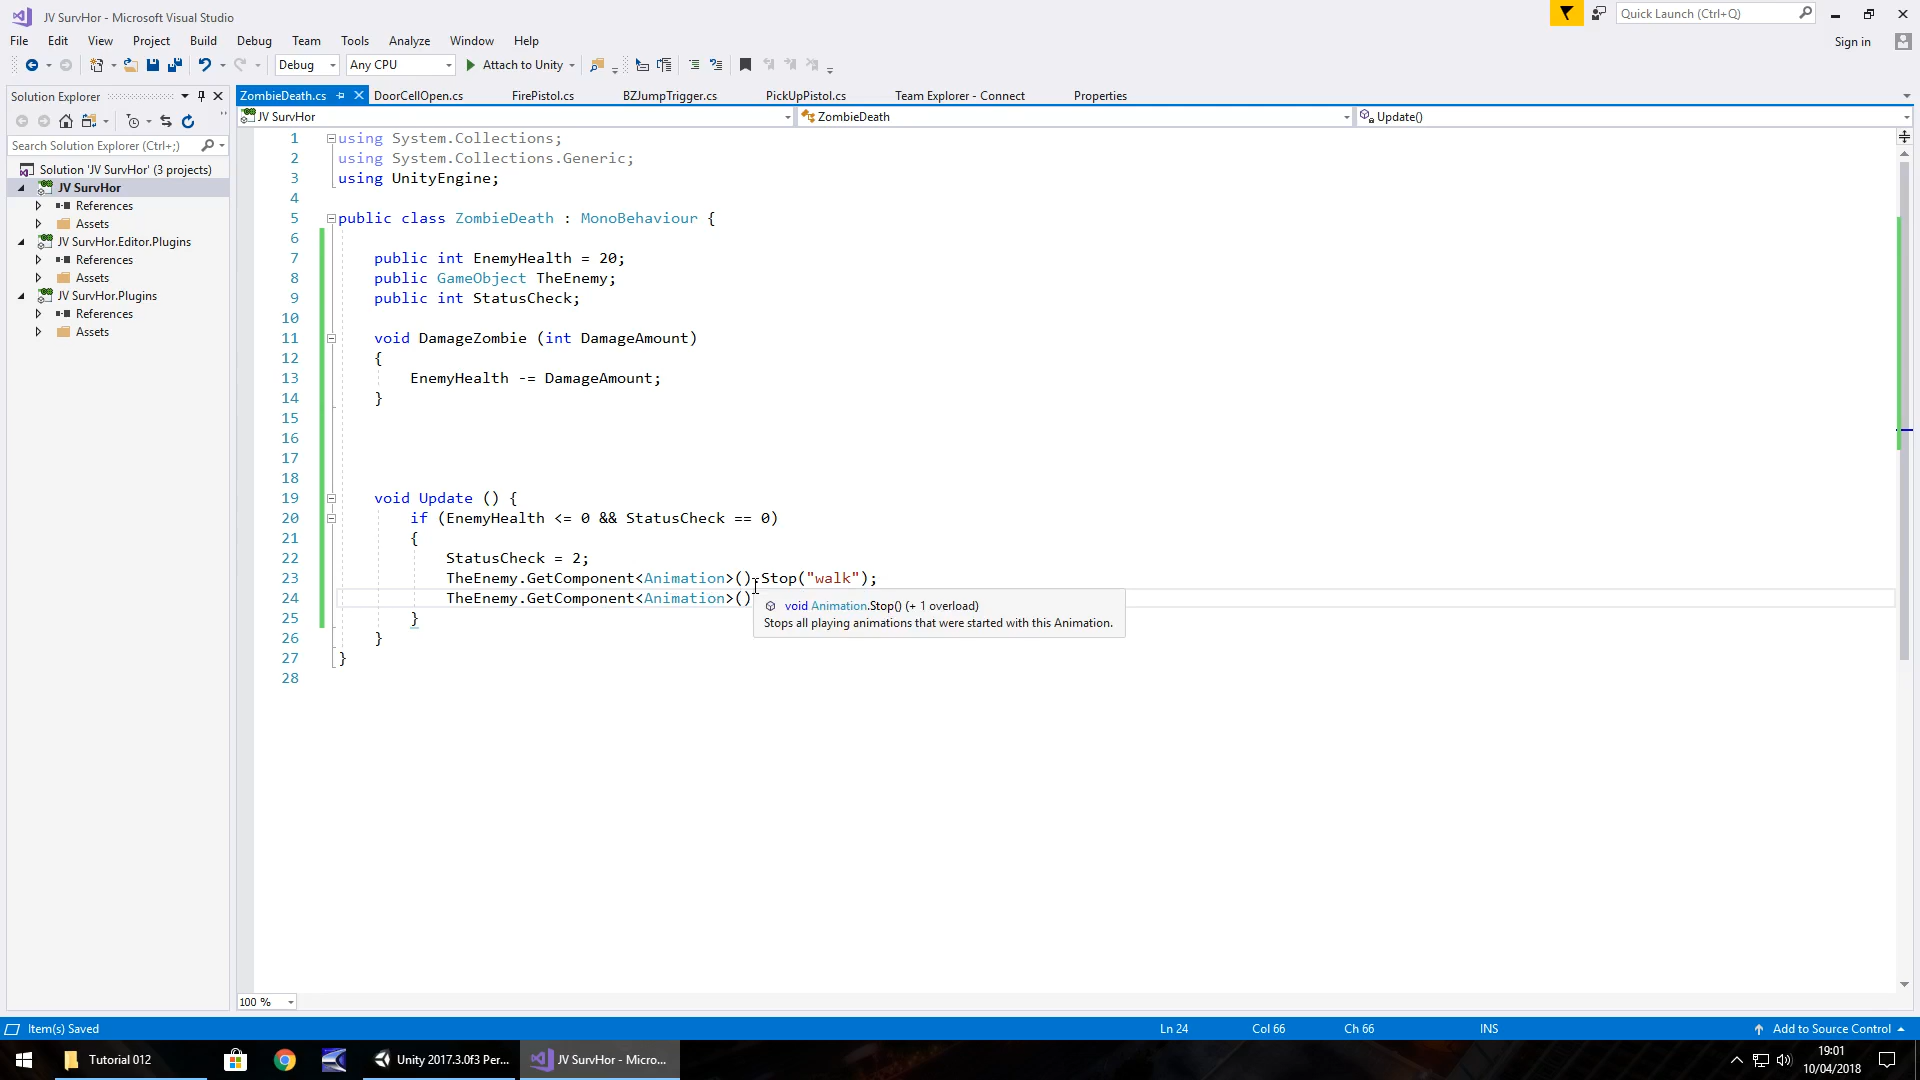 JV SurvHor - Microsoft Visual Studio
Quick Launch (Ctrl+Q)
File Edit View Project Build Debug Team Tools Analyze Window Help
Sign in
Debug Any CPU Attach to Unity
Solution Explorer
ZombieDeath.cs DoorCellOpen.cs FirePistol.cs BZJumpTrigger.cs PickUpPistol.cs Team Explorer - Connect Properties
JV SurvHor ZombieDeath Update()
Search Solution Explorer (Ctrl+;)
Solution 'JV SurvHor' (3 projects)
JV SurvHor
References
Assets
JV SurvHor.Editor.Plugins
References
Assets
JV SurvHor.Plugins
References
Assets
1 using System.Collections;
2 using System.Collections.Generic;
3 using UnityEngine;
4
5 public class ZombieDeath : MonoBehaviour {
6
7 public int EnemyHealth = 20;
8 public GameObject TheEnemy;
9 public int StatusCheck;
10
11 void DamageZombie (int DamageAmount)
12 {
13 EnemyHealth -= DamageAmount;
14 }
15
16
17
18
19 void Update () {
20 if (EnemyHealth <= 0 && StatusCheck == 0)
21 {
22 StatusCheck = 2;
23 TheEnemy.GetComponent<Animation>().Stop("walk");
24 TheEnemy.GetComponent<Animation>()
void Animation.Stop() (+ 1 overload)
Stops all playing animations that were started with this Animation.
25 }
26 }
27 }
28
100 %
Item(s) Saved Ln 24 Col 66 Ch 66 INS Add to Source Control
Tutorial 012 Unity 2017.3.0f3 Per... JV SurvHor - Micro...
19:01
10/04/2018